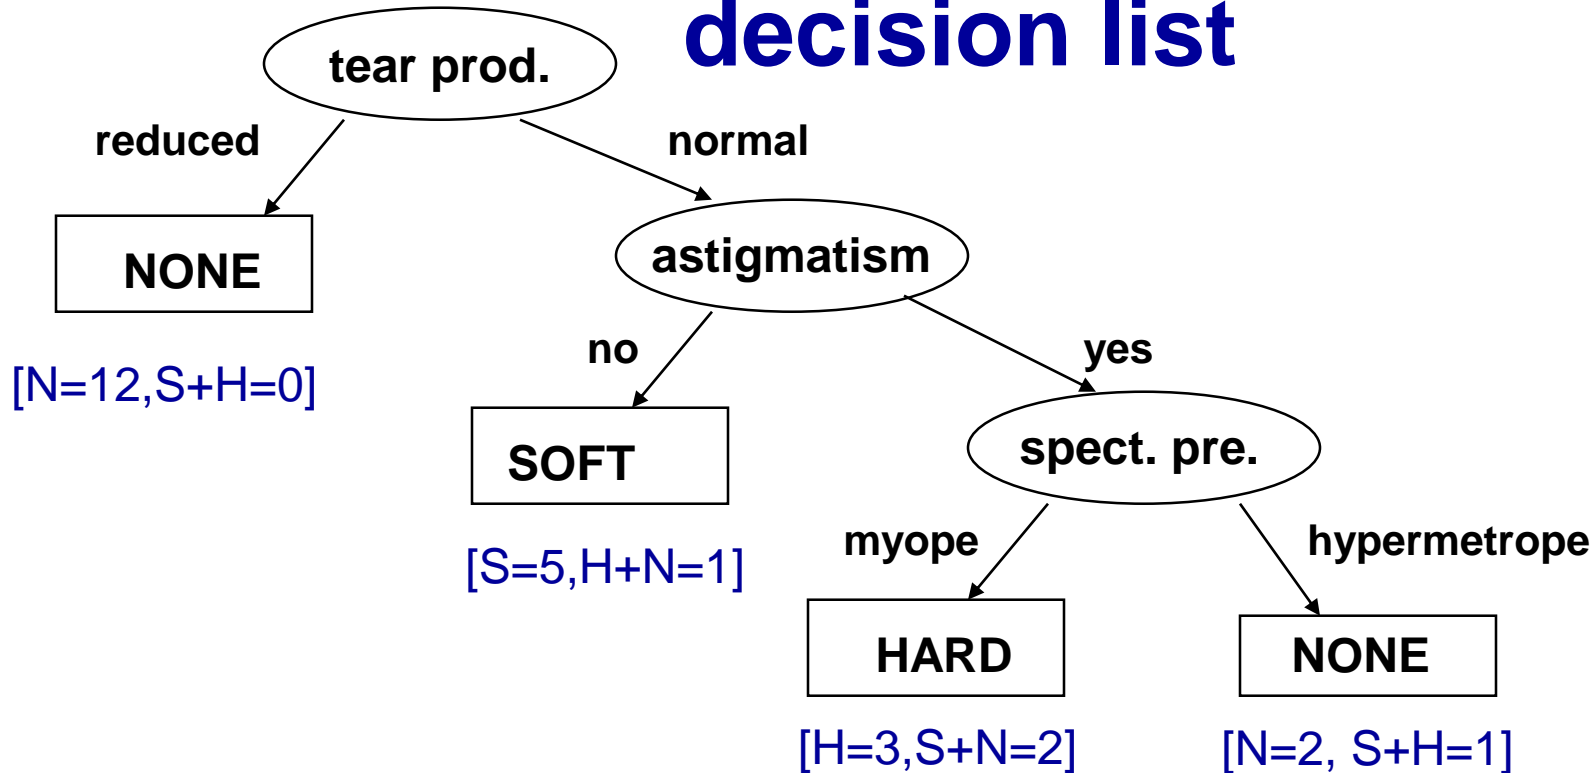 decision list
tear prod.
reduced
normal
NONE
astigmatism
[N=12,S+H=0]
no
yes
SOFT
spect. pre.
[S=5,H+N=1]
myope
hypermetrope
HARD
NONE
[H=3,S+N=2]
[N=2, S+H=1]